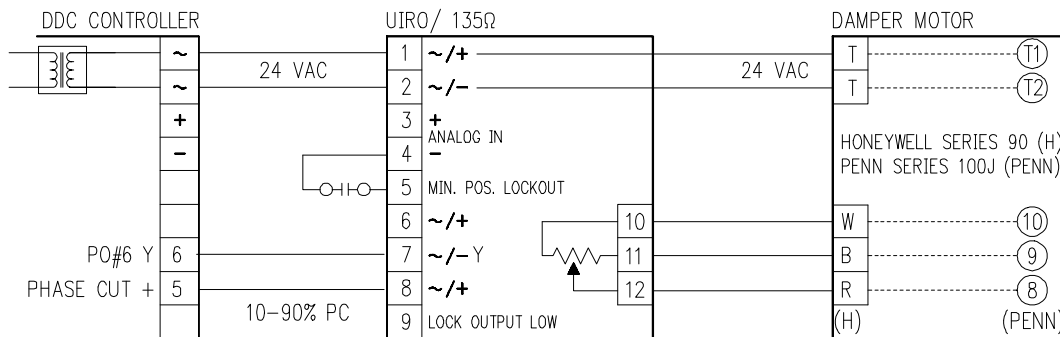 DDC CONTROLLER
UIRO/ 135Ω
DAMPER MOTOR
~ 1 ~/+ T T1
24 VAC 24 VAC
~ 2 ~/- T T2
+ 3 +
ANALOG IN
- 4 -
HONEYWELL SERIES 90 (H)
PENN SERIES 100J (PENN)
5 MIN. POS. LOCKOUT
6 ~/+ 10 W 10
PO#6 Y 6 7 ~/- Y 11 B 9
PHASE CUT + 5 8 ~/+ 12 R 8
10-90% PC
9 LOCK OUTPUT LOW
(H) (PENN)